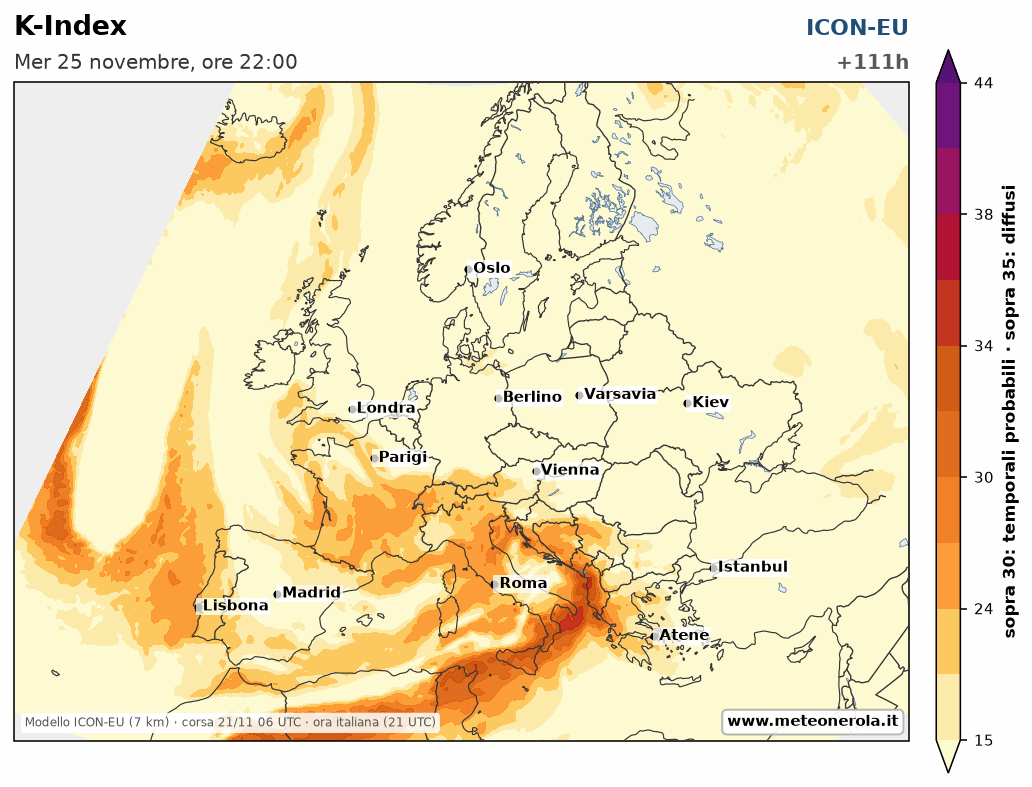 K-Index
ICON-EU
Mer 25 novembre, ore 22:00
+111h
44
38
34
30
24
15
sopra 30: temporali probabili · sopra 35: diffusi
Oslo
Londra
Berlino
Varsavia
Kiev
Parigi
Vienna
Istanbul
Roma
Madrid
Lisbona
Atene
Modello ICON-EU (7 km) · corsa 21/11 06 UTC · ora italiana (21 UTC)
www.meteonerola.it